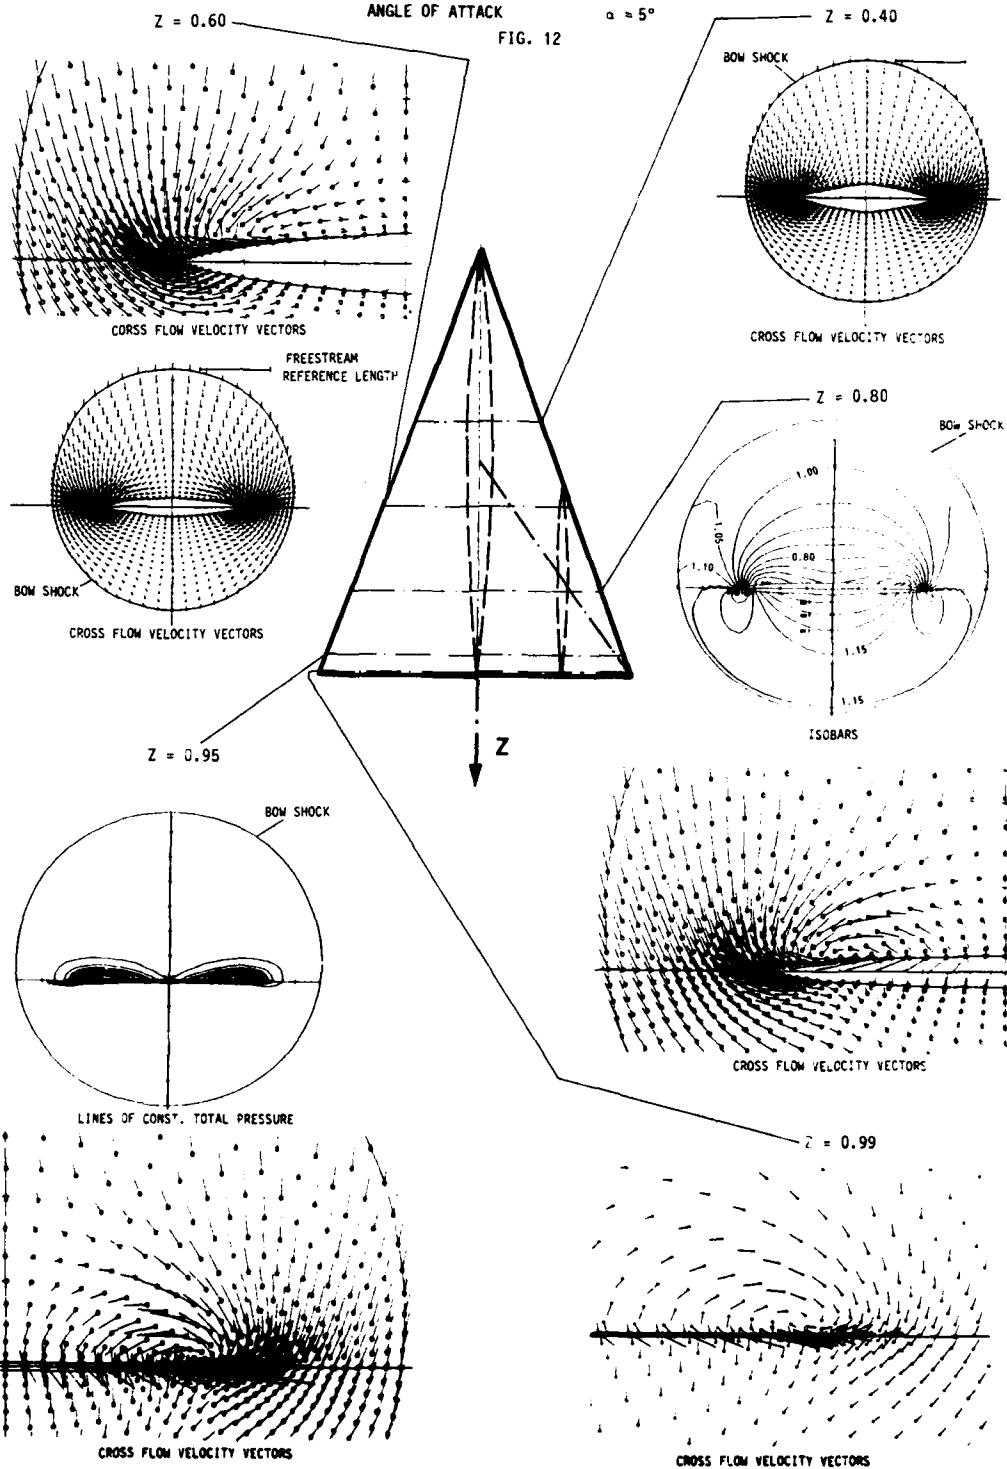 ANGLE OF ATTACK α = 5°
FIG. 12
Z = 0.60
Z = 0.40
BOW SHOCK
CORSS FLOW VELOCITY VECTORS
CROSS FLOW VELOCITY VECTORS
FREESTREAM
REFERENCE LENGTH
BOW SHOCK
CROSS FLOW VELOCITY VECTORS
Z = 0.80
BOW SHOCK
1.00
1.05
0.80
1.10
1.15
1.15
ISOBARS
Z
Z = 0.95
BOW SHOCK
LINES OF CONST. TOTAL PRESSURE
CROSS FLOW VELOCITY VECTORS
CROSS FLOW VELOCITY VECTORS
Z = 0.99
CROSS FLOW VELOCITY VECTORS